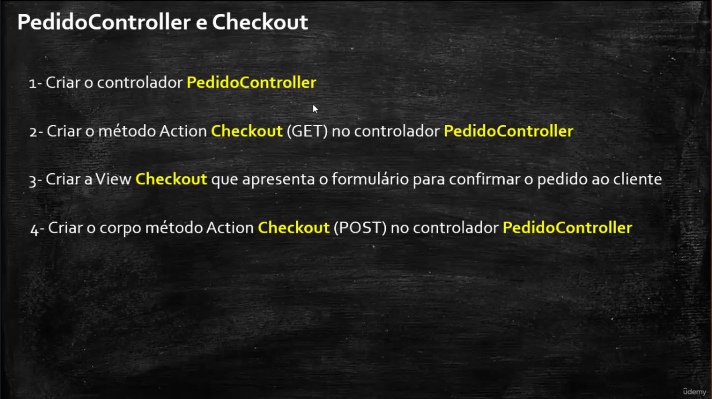 PedidoController e Checkout
1- Criar o controlador PedidoController
2- Criar o método Action Checkout (GET) no controlador PedidoController
3- Criar a View Checkout que apresenta o formulário para confirmar o pedido ao cliente
4- Criar o corpo método Action Checkout (POST) no controlador PedidoController
ûdemy